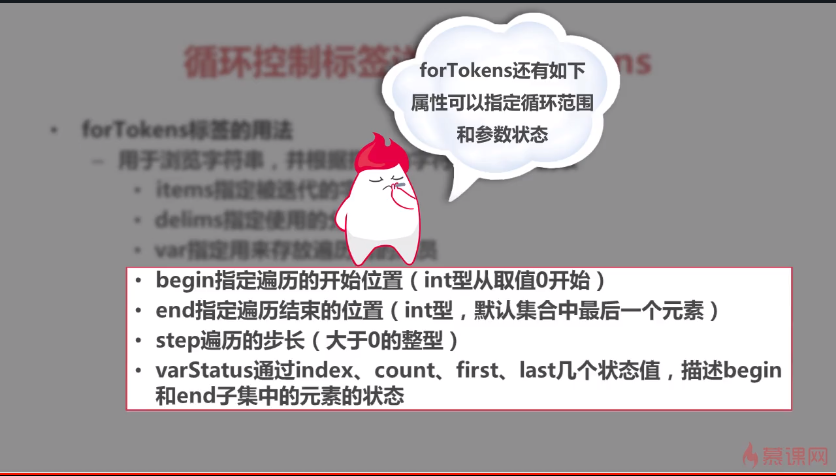 循环控制标签
ns
forTokens还有如下
属性可以指定循环范围
和参数状态
• forTokens标签的用法
– 用于浏览字符串，并根据
• items指定被迭代的字
• delims指定使用的
• var指定用来存放遍历 员
• begin指定遍历的开始位置（int型从取值0开始）
• end指定遍历结束的位置（int型，默认集合中最后一个元素）
• step遍历的步长（大于0的整型）
• varStatus通过index、count、first、last几个状态值，描述begin
和end子集中的元素的状态
慕课网